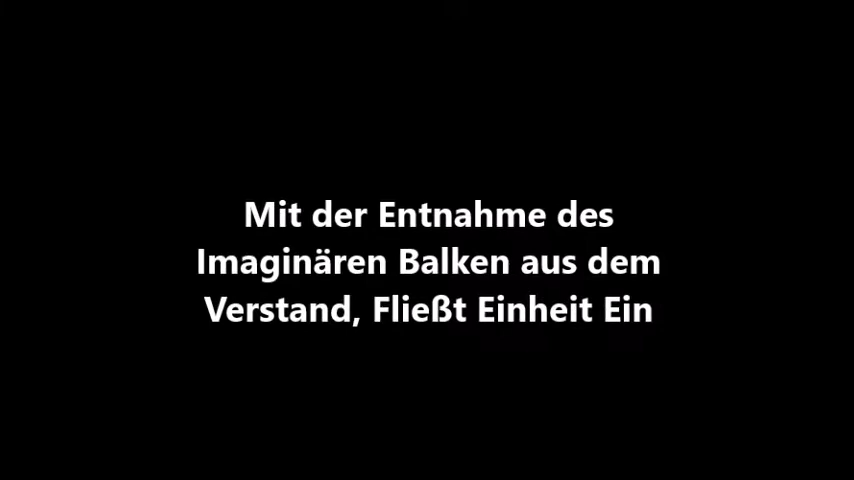 Mit der Entnahme des
Imaginären Balken aus dem
Verstand, Fließt Einheit Ein